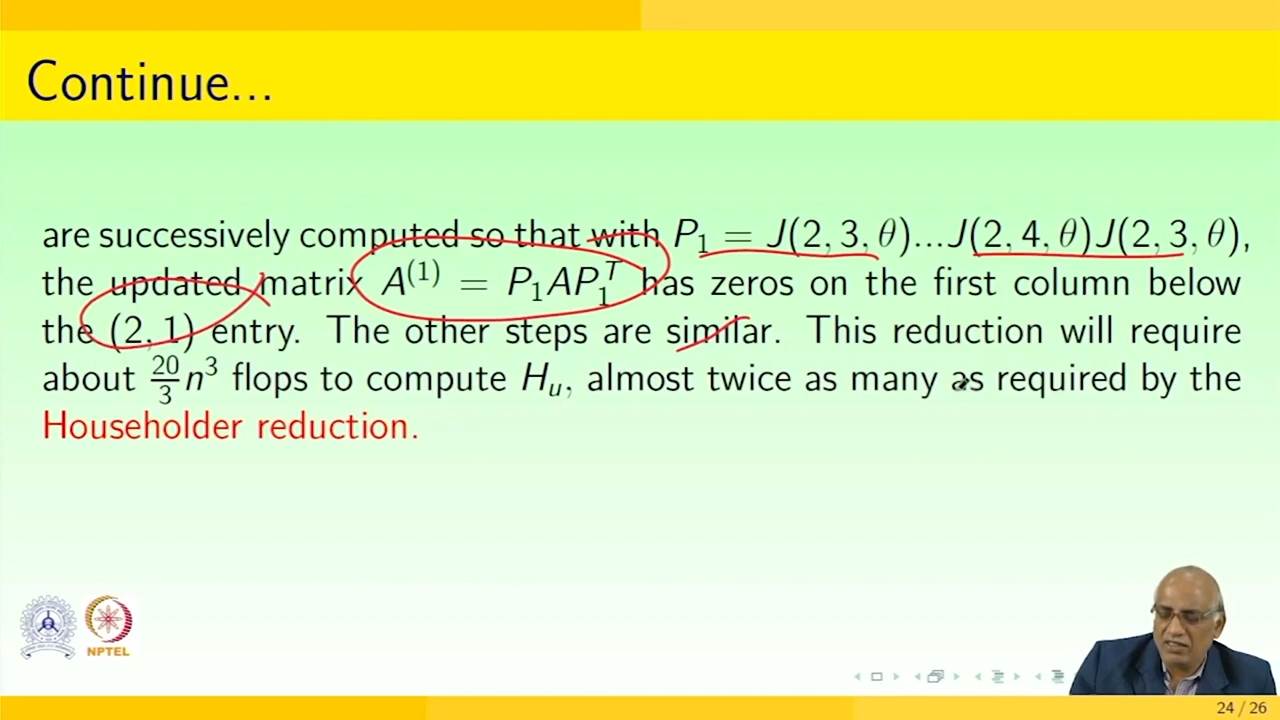 Continue...
are successively computed so that with P₁ = J(2, 3, θ)...J(2, 4, θ)J(2, 3, θ),
the updated matrix A⁽¹⁾ = P₁AP₁ᵀ has zeros on the first column below
the (2, 1) entry. The other steps are similar. This reduction will require
about 20/3 n³ flops to compute Hᵤ, almost twice as many as required by the
Householder reduction.
NPTEL
24 / 26